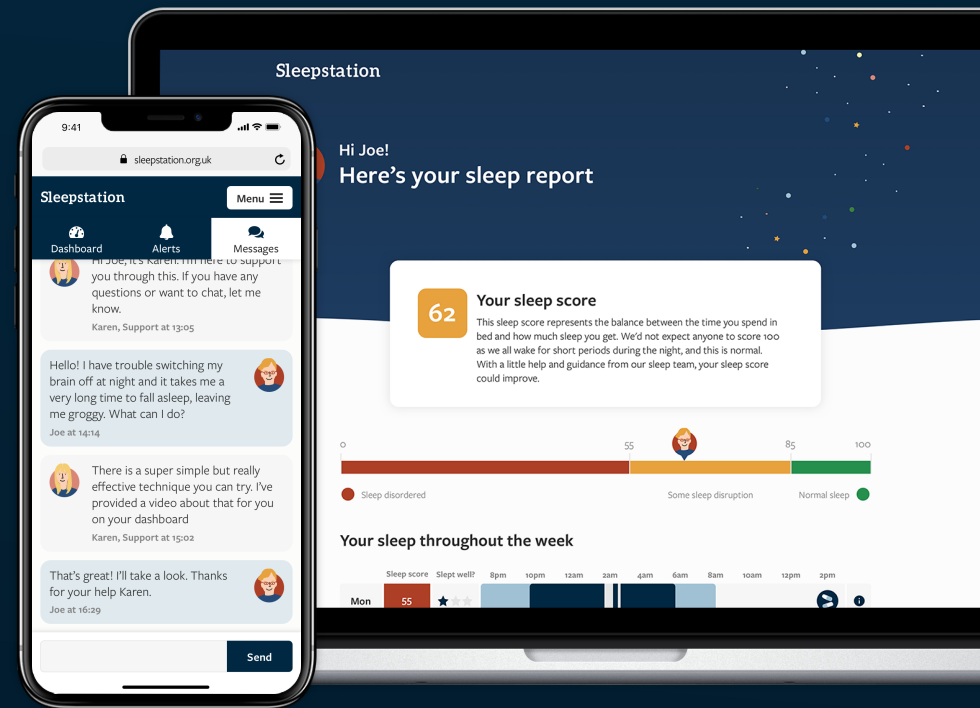 9:41
sleepstation.org.uk
Sleepstation
Menu
Dashboard
Alerts
Messages
Hi Joe, it's Karen. I'm here to support
you through this. If you have any
questions or want to chat, let me
know.
Karen, Support at 13:05
Hello! I have trouble switching my
brain off at night and it takes me a
very long time to fall asleep, leaving
me groggy. What can I do?
Joe at 14:14
There is a super simple but really
effective technique you can try. I've
provided a video about that for you
on your dashboard
Karen, Support at 15:02
That's great! I'll take a look. Thanks
for your help Karen.
Joe at 16:29
Send
Sleepstation
Hi Joe!
Here's your sleep report
62
Your sleep score
This sleep score represents the balance between the time you spend in
bed and how much sleep you get. We'd not expect anyone to score 100
as we all wake for short periods during the night, and this is normal.
With a little help and guidance from our sleep team, your sleep score
could improve.
0 55 85 100
Sleep disordered Some sleep disruption Normal sleep
Your sleep throughout the week
Sleep score Slept well? 8pm 10pm 12am 2am 4am 6am 8am 10am 12pm 2pm
Mon 55